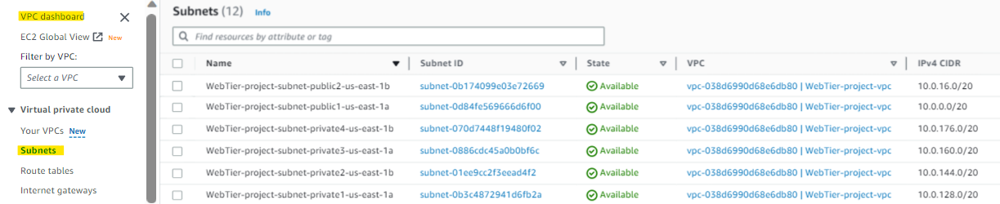 VPC dashboard
EC2 Global View New
Filter by VPC:
Select a VPC
Virtual private cloud
Your VPCs New
Subnets
Route tables
Internet gateways
Subnets (12) Info
Find resources by attribute or tag
Name Subnet ID State VPC IPv4 CIDR
WebTier-project-subnet-public2-us-east-1b subnet-0b174099e03e72669 Available vpc-038d6990d68e6db80 | WebTier-project-vpc 10.0.16.0/20
WebTier-project-subnet-public1-us-east-1a subnet-0d84fe569666d6f00 Available vpc-038d6990d68e6db80 | WebTier-project-vpc 10.0.0.0/20
WebTier-project-subnet-private4-us-east-1b subnet-070d7448f19480f02 Available vpc-038d6990d68e6db80 | WebTier-project-vpc 10.0.176.0/20
WebTier-project-subnet-private3-us-east-1a subnet-0886cdc45a0b0bf6c Available vpc-038d6990d68e6db80 | WebTier-project-vpc 10.0.160.0/20
WebTier-project-subnet-private2-us-east-1b subnet-01ee9cc2f3eead4f2 Available vpc-038d6990d68e6db80 | WebTier-project-vpc 10.0.144.0/20
WebTier-project-subnet-private1-us-east-1a subnet-0b3c4872941d6fb2a Available vpc-038d6990d68e6db80 | WebTier-project-vpc 10.0.128.0/20